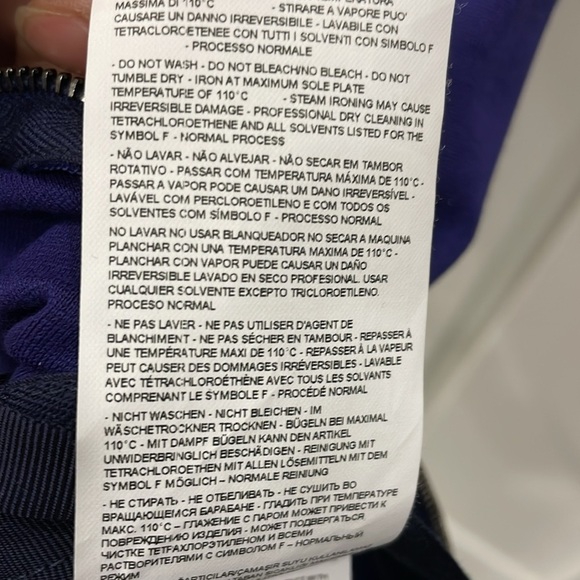 MASSIMA DI 110°C - STIRARE A VAPORE PUO'
CAUSARE UN DANNO IRREVERSIBILE - LAVABILE CON
TETRACLOROETENEE CON TUTTI I SOLVENTI CON SIMBOLO F
- PROCESSO NORMALE
- DO NOT WASH - DO NOT BLEACH/NO BLEACH - DO NOT
TUMBLE DRY - IRON AT MAXIMUM SOLE PLATE
TEMPERATURE OF 110°C - STEAM IRONING MAY CAUSE
IRREVERSIBLE DAMAGE - PROFESSIONAL DRY CLEANING IN
TETRACHLOROETHENE AND ALL SOLVENTS LISTED FOR THE
SYMBOL F - NORMAL PROCESS
- NÃO LAVAR - NÃO ALVEJAR - NÃO SECAR EM TAMBOR
ROTATIVO - PASSAR COM TEMPERATURA MÁXIMA DE 110°C -
PASSAR A VAPOR PODE CAUSAR UM DANO IRREVERSÍVEL -
LAVÁVEL COM PERCLOROETILENO E COM TODOS OS
SOLVENTES COM SÍMBOLO F - PROCESSO NORMAL
NO LAVAR NO USAR BLANQUEADOR NO SECAR A MAQUINA
PLANCHAR CON UNA TEMPERATURA MAXIMA DE 110°C -
PLANCHAR CON VAPOR PUEDE CAUSAR UN DAÑO
IRREVERSIBLE LAVADO EN SECO PROFESIONAL. USAR
CUALQUIER SOLVENTE EXCEPTO TRICLOROETILENO.
PROCESO NORMAL
- NE PAS LAVER - NE PAS UTILISER D'AGENT DE
BLANCHIMENT - NE PAS SÉCHER EN TAMBOUR - REPASSER À
UNE TEMPÉRATURE MAXI DE 110°C - REPASSER À LA VAPEUR
PEUT CAUSER DES DOMMAGES IRRÉVERSIBLES - LAVABLE
AVEC TÉTRACHLOROÉTHÈNE AVEC TOUS LES SOLVANTS
COMPRENANT LE SYMBOLE F - PROCÉDÉ NORMAL
- NICHT WASCHEN - NICHT BLEICHEN - IM
WÄSCHETROCKNER TROCKNEN - BÜGELN BEI MAXIMAL
110°C - MIT DAMPF BÜGELN KANN DEN ARTIKEL
UNWIDERBRINGLICH BESCHÄDIGEN - REINIGUNG MIT
TETRACHLOROETHEN MIT ALLEN LÖSEMITTELN MIT DEM
SYMBOL F MÖGLICH – NORMALE REINIUNG
- НЕ СТИРАТЬ - НЕ ОТБЕЛИВАТЬ - НЕ СУШИТЬ ВО
ВРАЩАЮЩЕМСЯ БАРАБАНЕ - ГЛАДИТЬ ПРИ ТЕМПЕРАТУРЕ
МАКС. 110°C – ГЛАЖЕНИЕ С ПАРОМ МОЖЕТ ПРИВЕСТИ К
ПОВРЕЖДЕНИЮ ИЗДЕЛИЯ - МОЖЕТ ПОДВЕРГАТЬСЯ
ЧИСТКЕ ТЕТРАХЛОРЭТИЛЕНОМ И ВСЕМИ
РАСТВОРИТЕЛЯМИ С СИМВОЛОМ F – НОРМАЛЬНЫЙ
РЕЖИМ